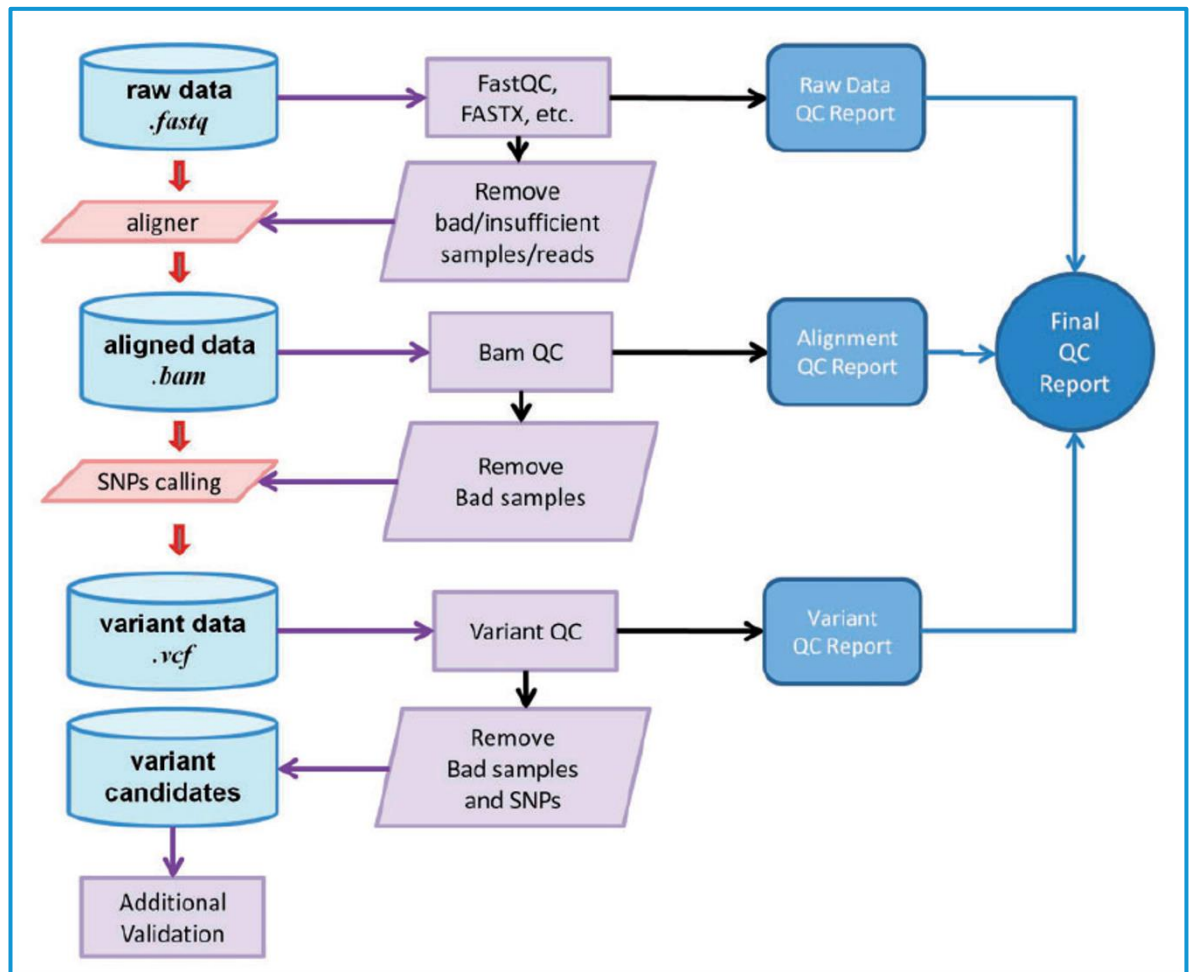 raw data
.fastq
FastQC,
FASTX, etc.
Raw Data
QC Report
aligner
Remove
bad/insufficient
samples/reads
aligned data
.bam
Bam QC
Alignment
QC Report
Final
QC
Report
SNPs calling
Remove
Bad samples
variant data
.vcf
Variant QC
Variant
QC Report
variant
candidates
Remove
Bad samples
and SNPs
Additional
Validation